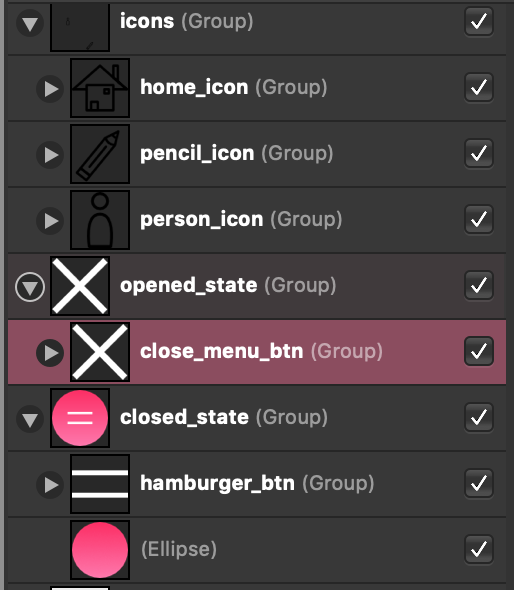 icons (Group)
home_icon (Group)
pencil_icon (Group)
person_icon (Group)
opened_state (Group)
close_menu_btn (Group)
closed_state (Group)
hamburger_btn (Group)
(Ellipse)